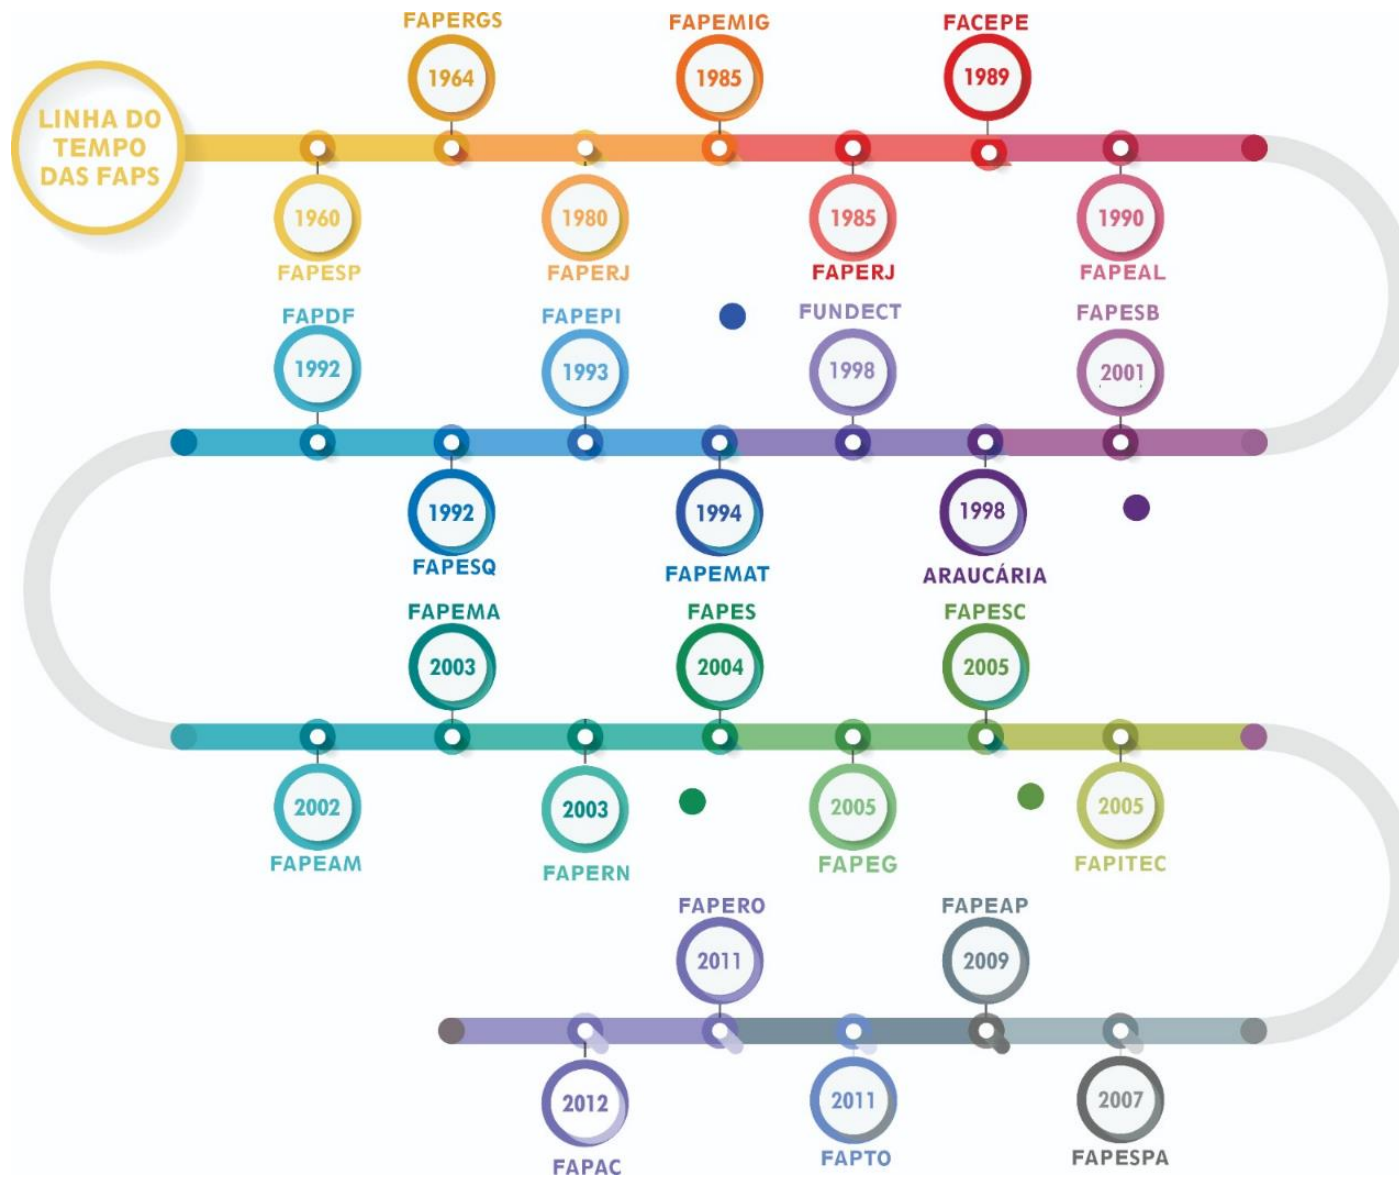 LINHA DO
TEMPO
DAS FAPS
FAPERGS
1964
FAPEMIG
1985
FACEPE
1989
1960
FAPESP
1980
FAPERJ
1985
FAPERJ
1990
FAPEAL
FAPDF
1992
FAPEPI
1993
FUNDECT
1998
FAPESB
2001
1992
FAPESQ
1994
FAPEMAT
1998
ARAUCÁRIA
FAPEMA
2003
FAPES
2004
FAPESC
2005
2002
FAPEAM
2003
FAPERN
2005
FAPEG
2005
FAPITEC
FAPERO
2011
FAPEAP
2009
2012
FAPAC
2011
FAPTO
2007
FAPESPA